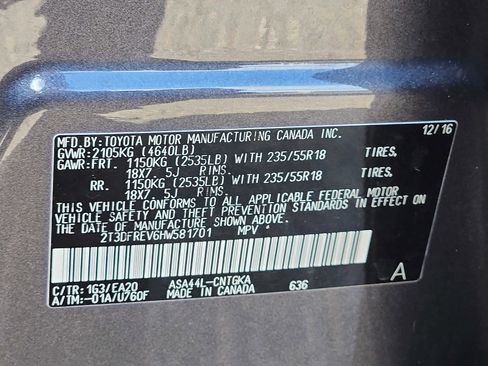 MFD.BY:TOYOTA MOTOR MANUFACTURING CANADA INC. 12/16
GVWR:2105KG (4640LB)
GAWR:FRT. 1150KG (2535LB) WITH 235/55R18 TIRES,
18X7. 5J RIMS.
RR. 1150KG (2535LB) WITH 235/55R18 TIRES,
18X7. 5J RIMS.
THIS VEHICLE CONFORMS TO ALL APPLICABLE FEDERAL MOTOR
VEHICLE SAFETY AND THEFT PREVENTION STANDARDS IN EFFECT ON
THE DATE OF MANUFACTURE SHOWN ABOVE.
2T3DFREV6HW581701 MPV *
C/TR: 1G3/EA20 ASA44L-CNTGKA A
A/TM:-01A/U760F MADE IN CANADA 636